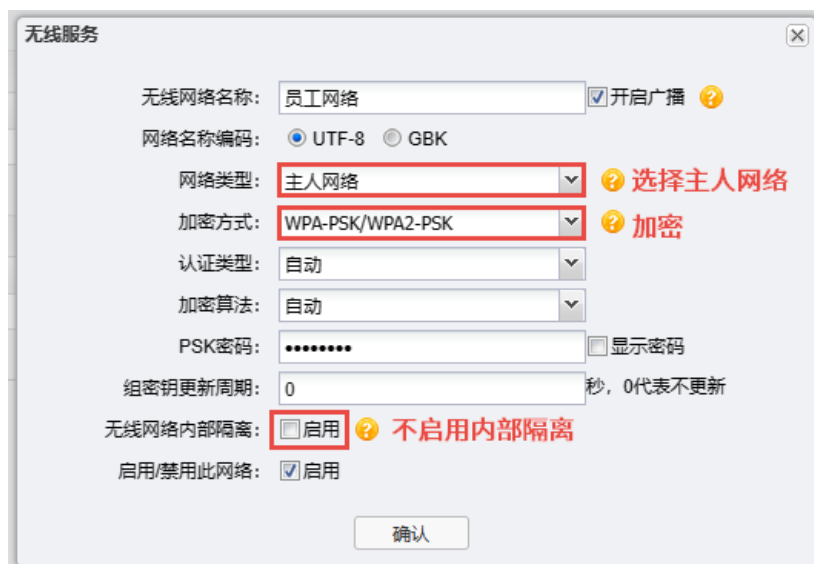 无线服务
无线网络名称: 员工网络 开启广播
网络名称编码: UTF-8 GBK
网络类型: 主人网络 选择主人网络
加密方式: WPA-PSK/WPA2-PSK 加密
认证类型: 自动
加密算法: 自动
PSK密码: •••••••• 显示密码
组密钥更新周期: 0 秒，0代表不更新
无线网络内部隔离: 启用 不启用内部隔离
启用/禁用此网络: 启用
确认